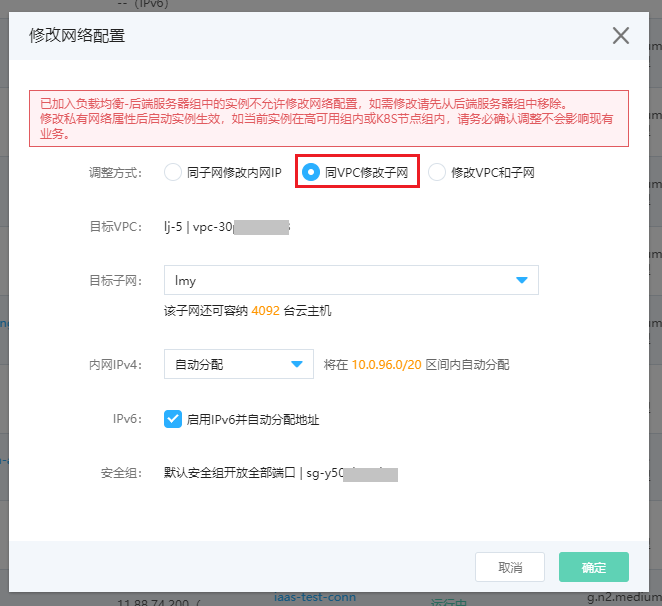 -- （IPv6）
修改网络配置
已加入负载均衡-后端服务器组中的实例不允许修改网络配置，如需修改请先从后端服务器组中移除。
修改私有网络属性后启动实例生效，如当前实例在高可用组内或K8S节点组内，请务必确认调整不会影响现有
业务。
调整方式： 同子网修改内网IP 同VPC修改子网 修改VPC和子网
目标VPC： lj-5 | vpc-30
目标子网： lmy
该子网还可容纳 4092 台云主机
内网IPv4： 自动分配 将在 10.0.96.0/20 区间内自动分配
IPv6： 启用IPv6并自动分配地址
安全组： 默认安全组开放全部端口 | sg-y50
取消 确定
11.88.74.200（ iaas-test-conn 运行中 g.n2.medium